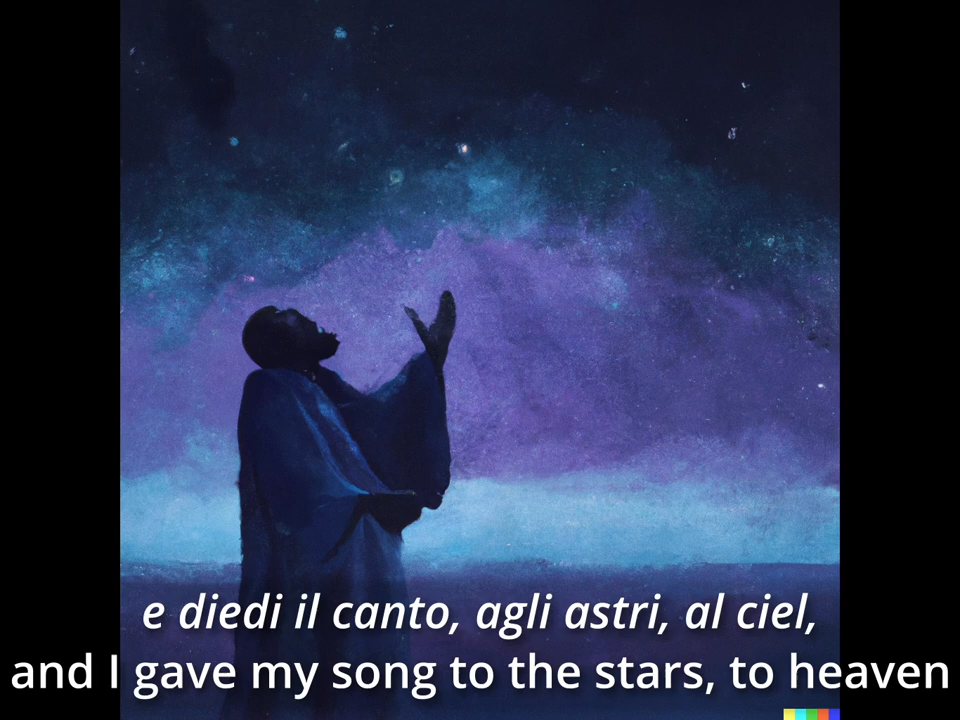 e diedi il canto, agli astri, al ciel,
and I gave my song to the stars, to heaven